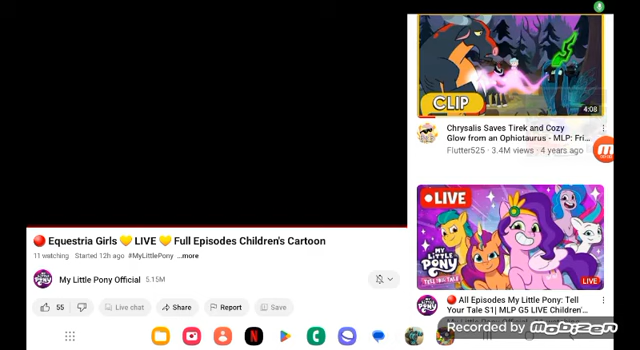 CLIP
4:08
Chrysalis Saves Tirek and Cozy
Glow from an Ophiotaurus - MLP: Fri...
Flutter525 · 3.4M views · 4 years ago
LIVE
MY LITTLE PONY
TELL YOUR TALE
LIVE
🔴 Equestria Girls 💛 LIVE 💛 Full Episodes Children's Cartoon
11 watching Started 12h ago #MyLittlePony ...more
My Little Pony Official 5.15M
55
Live chat
Share
Report
Save
🔴 All Episodes My Little Pony: Tell
Your Tale S1| MLP G5 LIVE Children'...
Recorded by MOBIZEN